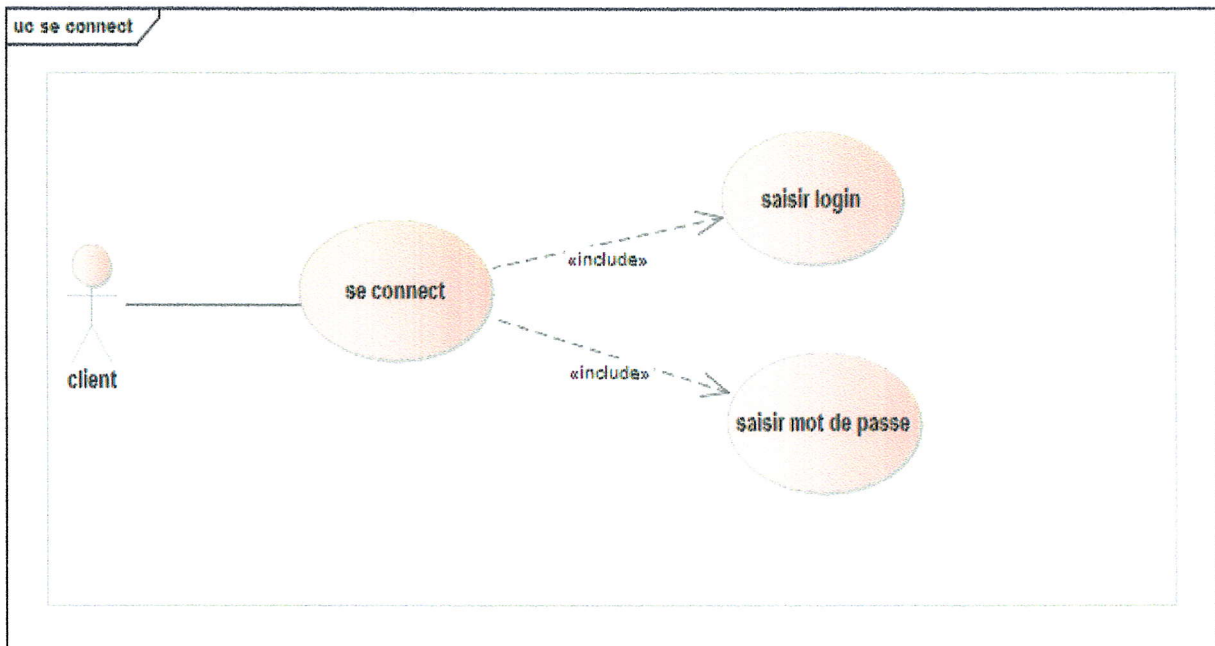 uc se connect
saisir login
«include»
se connect
«include»
client
saisir mot de passe